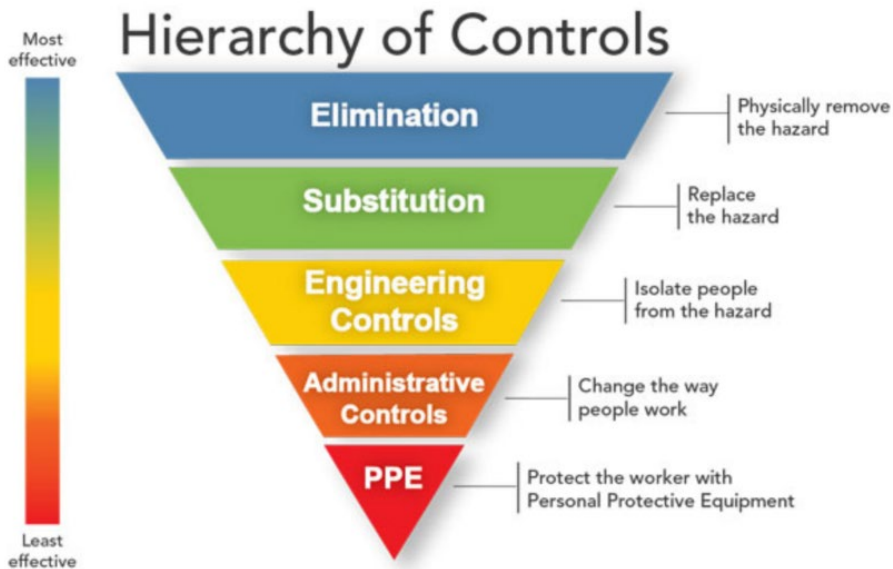 Hierarchy of Controls
Most
effective
Elimination
Physically remove
the hazard
Substitution
Replace
the hazard
Engineering
Controls
Isolate people
from the hazard
Administrative
Controls
Change the way
people work
PPE
Protect the worker with
Personal Protective Equipment
Least
effective